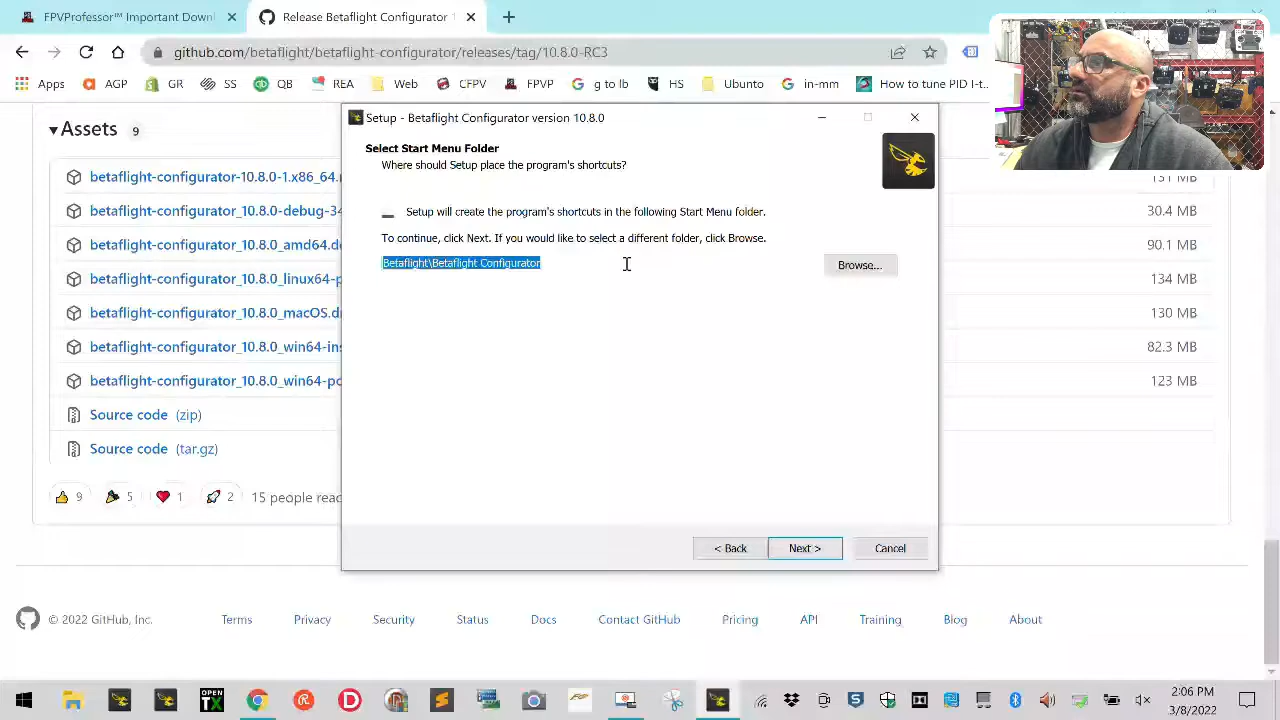 FPVProfessor™ Important Downl
Release Betaflight Configurator
github.com/betaflight/betaflight-configurator/releases/tag/10.8.0-RC3
Apps AGP GR SS QB REA Web CFPV g to lb HS Ubunto in-mm How to tune PID I-t...
Assets 9
Setup - Betaflight Configurator version 10.8.0
Select Start Menu Folder
Where should Setup place the program's shortcuts?
Setup will create the program's shortcuts in the following Start Menu folder.
To continue, click Next. If you would like to select a different folder, click Browse.
Betaflight\Betaflight Configurator
Browse...
< Back Next > Cancel
betaflight-configurator-10.8.0-1.x86_64.r 131 MB
betaflight-configurator_10.8.0-debug-34 30.4 MB
betaflight-configurator_10.8.0_amd64.de 90.1 MB
betaflight-configurator_10.8.0_linux64-p 134 MB
betaflight-configurator_10.8.0_macOS.d 130 MB
betaflight-configurator_10.8.0_win64-ins 82.3 MB
betaflight-configurator_10.8.0_win64-po 123 MB
Source code (zip)
Source code (tar.gz)
9 5 1 2 15 people reac
© 2022 GitHub, Inc. Terms Privacy Security Status Docs Contact GitHub Pricing API Training Blog About
OPEN TX
2:06 PM
3/8/2022